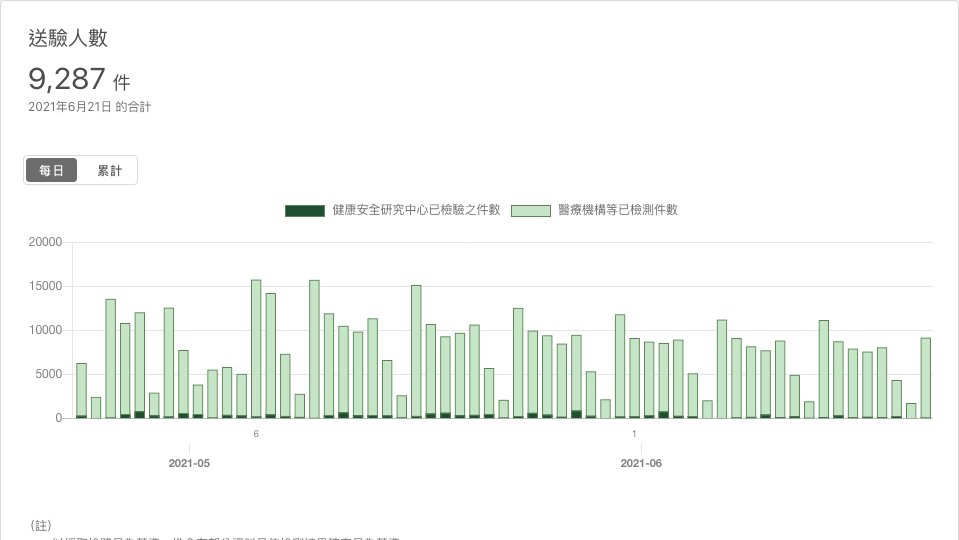 送驗人數
9,287 件
2021年6月21日 的合計
每日 累計
健康安全研究中心已檢驗之件數 醫療機構等已檢測件數
20000
15000
10000
5000
0
6 1
2021-05 2021-06
(註)